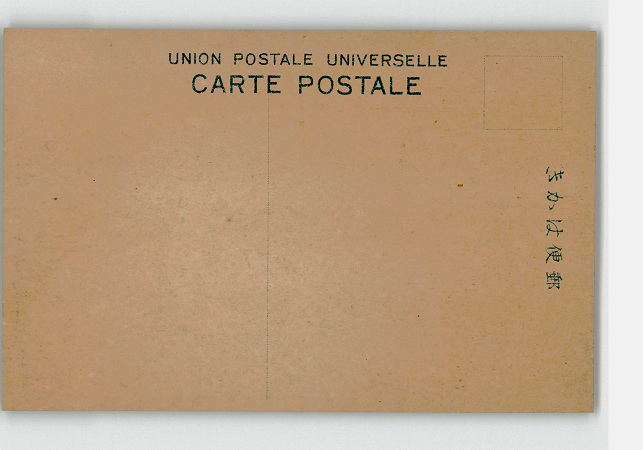 UNION POSTALE UNIVERSELLE
CARTE POSTALE
郵便はかき